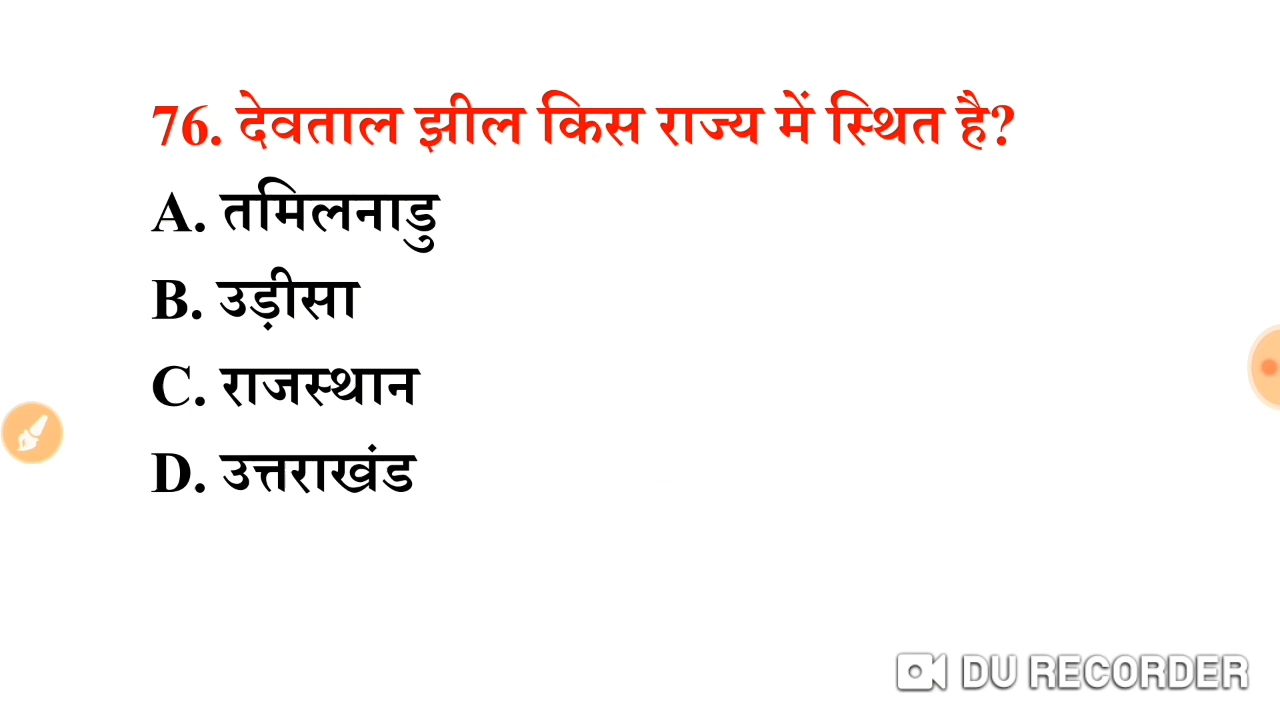 76. देवताल झील किस राज्य में स्थित है?
A. तमिलनाडु
B. उड़ीसा
C. राजस्थान
D. उत्तराखंड
DU RECORDER